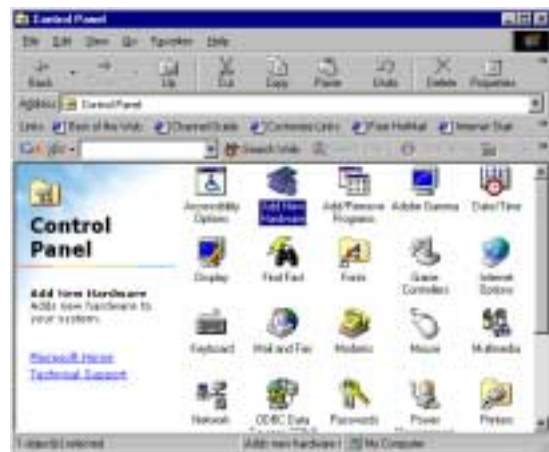 Control Panel
File Edit View Go Favorites Help
Back Up Cut Copy Paste Undo Delete Properties
Address Control Panel
Links Best of the Web Channel Guide Customize Links Free HotMail Internet Start
Google Search Web
Control
Panel
Add New Hardware
Adds new hardware to
your system.
Microsoft Home
Technical Support
Accessibility
Options
Add New
Hardware
Add/Remove
Programs
Adobe Gamma
Date/Time
Display
Find Fast
Fonts
Game
Controllers
Internet
Options
Keyboard
Mail and Fax
Modems
Mouse
Multimedia
Network
ODBC Data
Passwords
Power
Management
Printers
1 object(s) selected
Adds new hardware t
My Computer